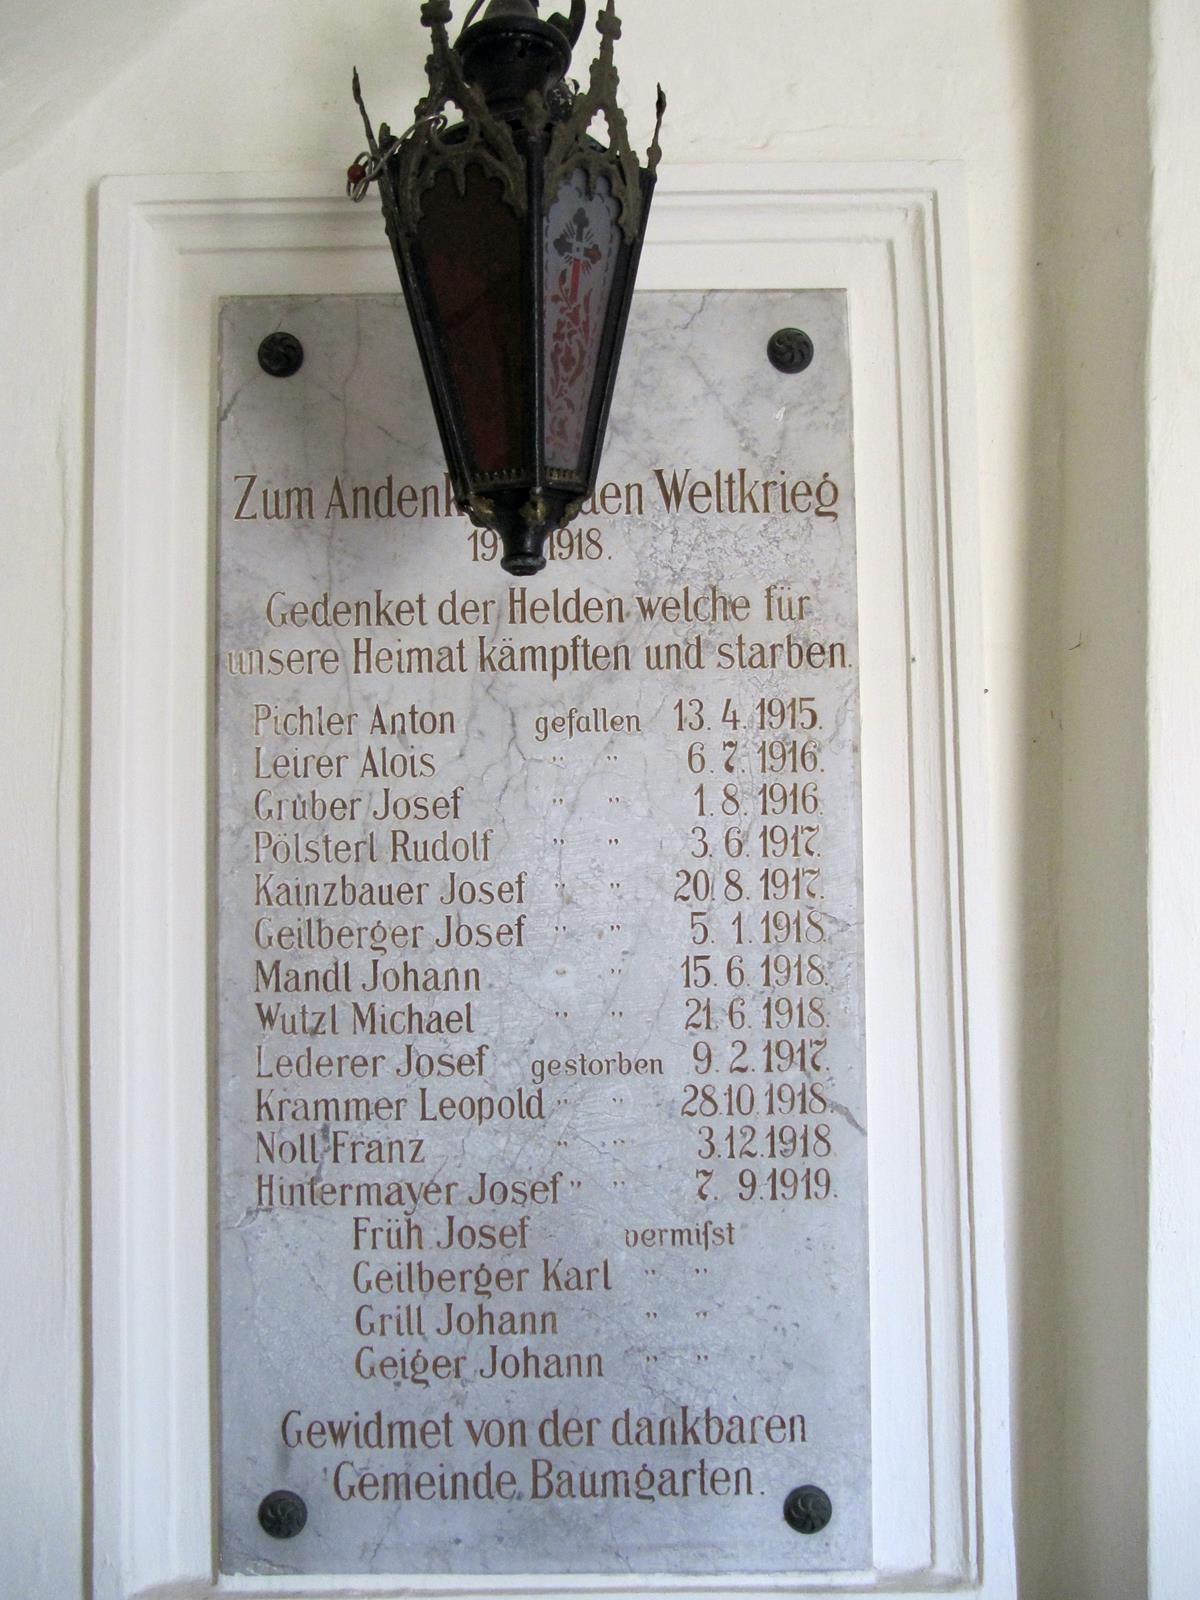 Zum Andenk den Weltkrieg
19 1918.
Gedenket der Helden welche für
unsere Heimat kämpften und starben.
Pichler Anton gefallen 13. 4. 1915.
Leirer Alois " " 6. 7. 1916.
Gruber Josef " " 1. 8. 1916.
Pölsterl Rudolf " " 3. 6. 1917.
Kainzbauer Josef " " 20. 8. 1917.
Geilberger Josef " " 5. 1. 1918.
Mandl Johann " " 15. 6. 1918.
Wutzl Michael " " 21. 6. 1918.
Lederer Josef gestorben 9. 2. 1917.
Krammer Leopold " " 28.10.1918.
Noll Franz " " 3.12.1918.
Hintermayer Josef " " 7. 9.1919.
Früh Josef vermiſst
Geilberger Karl " "
Grill Johann " "
Geiger Johann " "
Gewidmet von der dankbaren
Gemeinde Baumgarten.